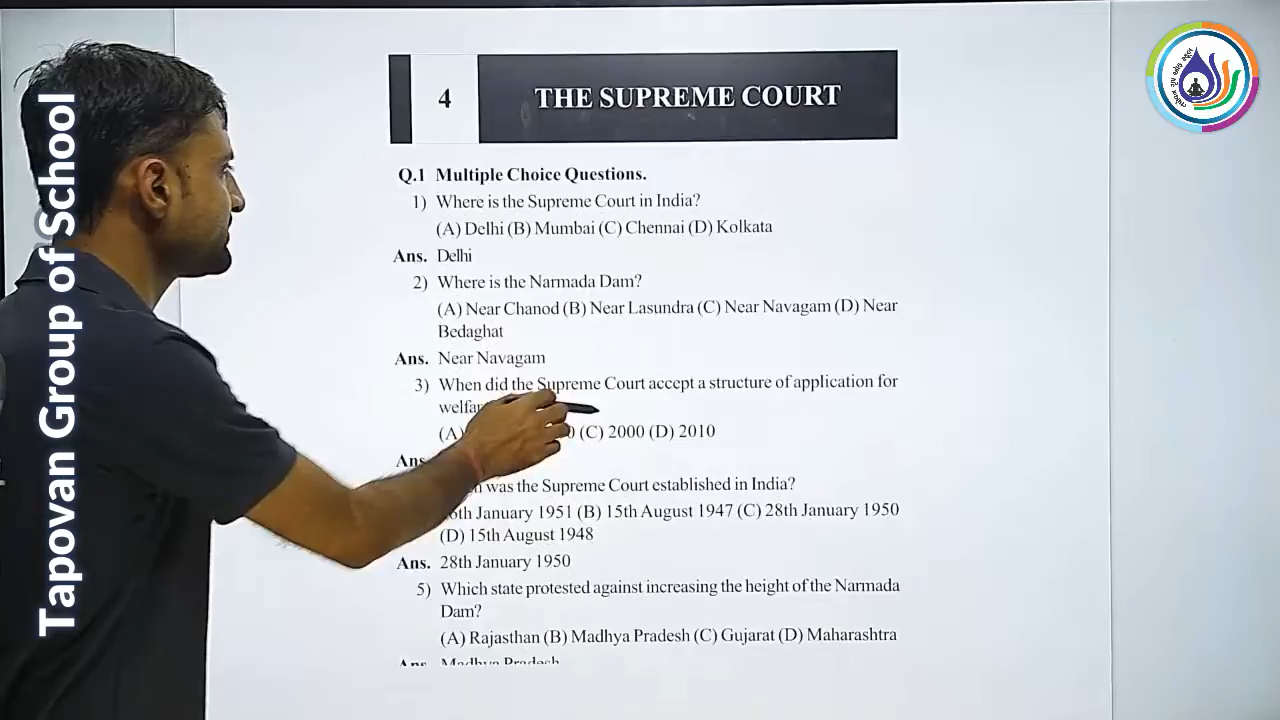 Tapovan Group of School
4 THE SUPREME COURT
Q.1 Multiple Choice Questions.
1) Where is the Supreme Court in India?
(A) Delhi (B) Mumbai (C) Chennai (D) Kolkata
Ans. Delhi
2) Where is the Narmada Dam?
(A) Near Chanod (B) Near Lasundra (C) Near Navagam (D) Near
Bedaghat
Ans. Near Navagam
3) When did the Supreme Court accept a structure of application for
(A) (C) 2000 (D) 2010
Ans
was the Supreme Court established in India?
January 1951 (B) 15th August 1947 (C) 28th January 1950
(D) 15th August 1948
Ans. 28th January 1950
5) Which state protested against increasing the height of the Narmada
Dam?
(A) Rajasthan (B) Madhya Pradesh (C) Gujarat (D) Maharashtra
Ans. Madhya Pradesh